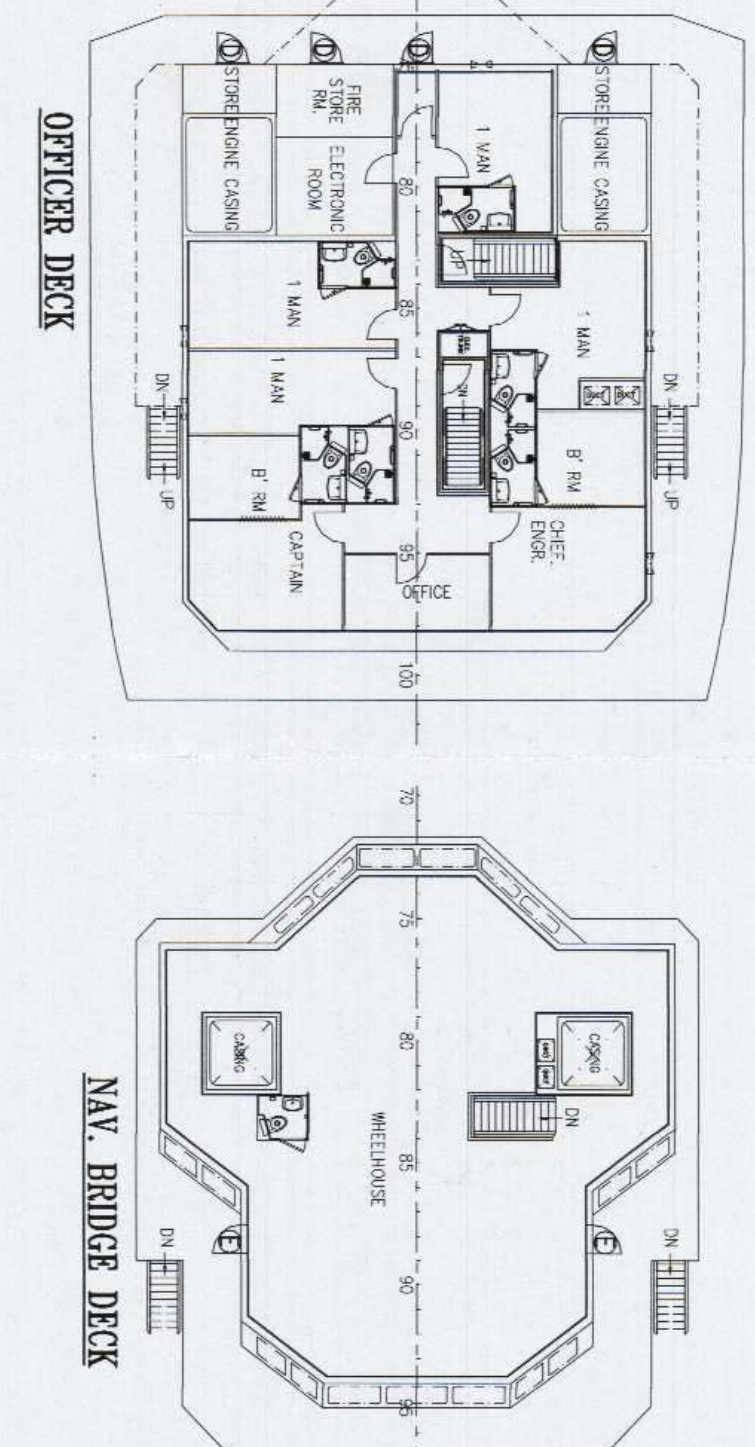 D
D
D
D
STORE
ENGINE CASING
FIRE
STORE
RM.
ELECTRONIC
ROOM
1 MAN
STORE
ENGINE CASING
80
UP
1 MAN
85
1 MAN
1 MAN
DN
UP
DN
90
B' RM
B' RM
DN
UP
CAPTAIN
95
OFFICE
CHIEF.
ENGR.
100
OFFICER DECK
70
75
80
CASING
CASING
DN
WHEELHOUSE
85
E
E
DN
DN
90
95
NAV. BRIDGE DECK